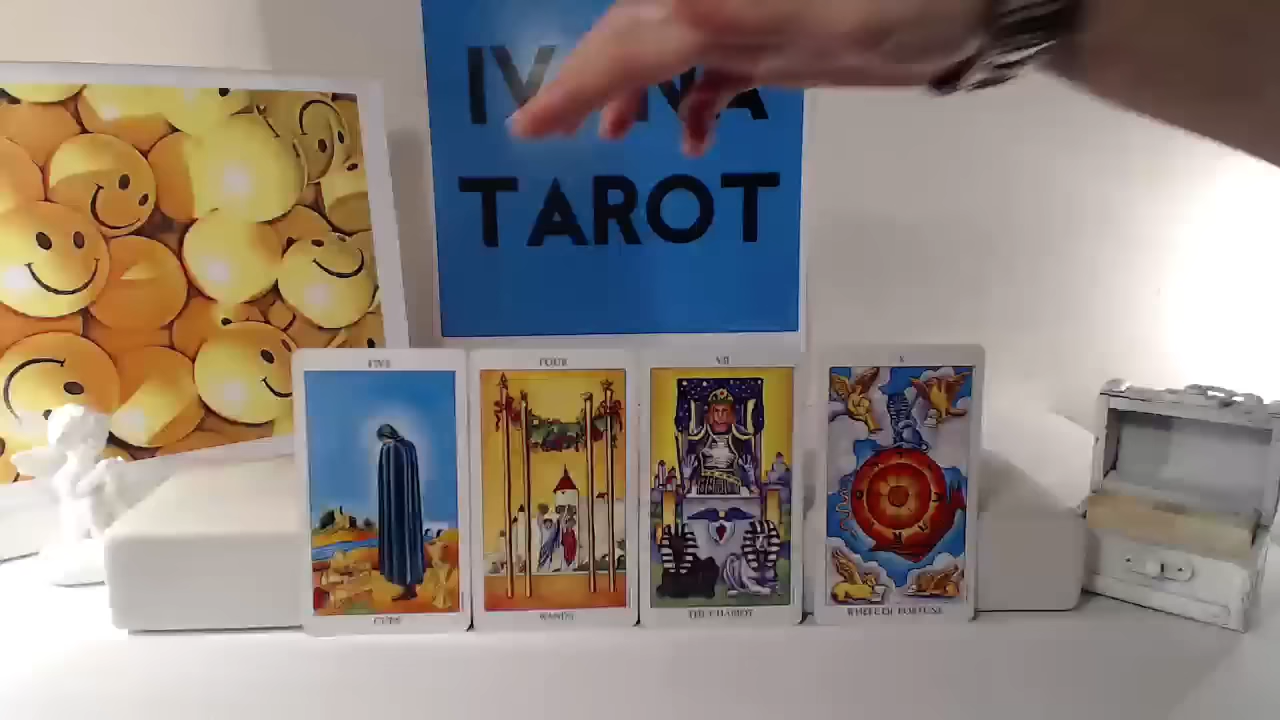 TAROT
FIVE
CUPS
FOUR
WANDS
VII
THE CHARIOT
X
WHEEL OF FORTUNE